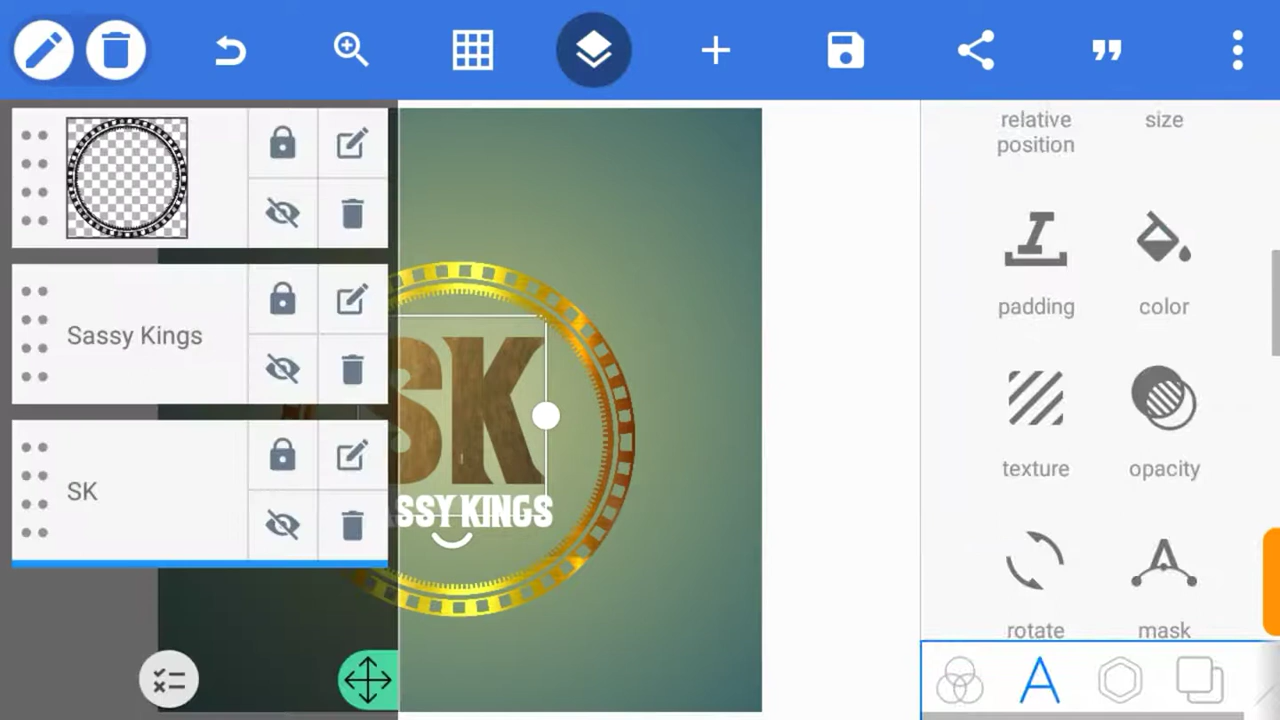 relative position
size
padding
color
texture
opacity
rotate
mask
Sassy Kings
SK
SK
SSY KINGS